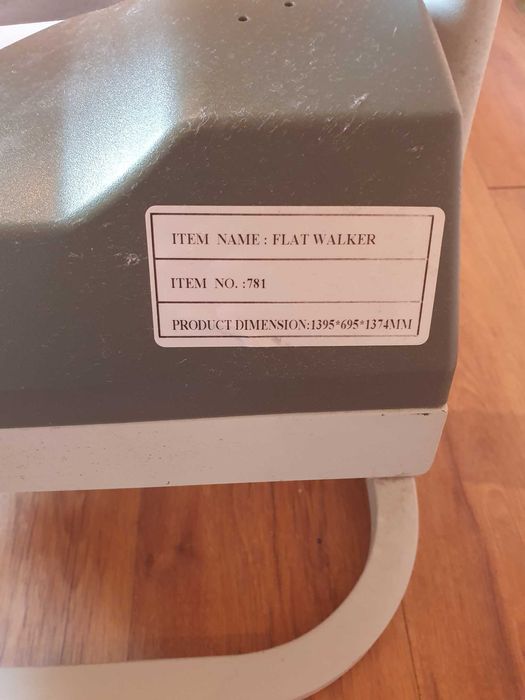 ITEM NAME : FLAT WALKER
ITEM NO. :781
PRODUCT DIMENSION:1395*695*1374MM